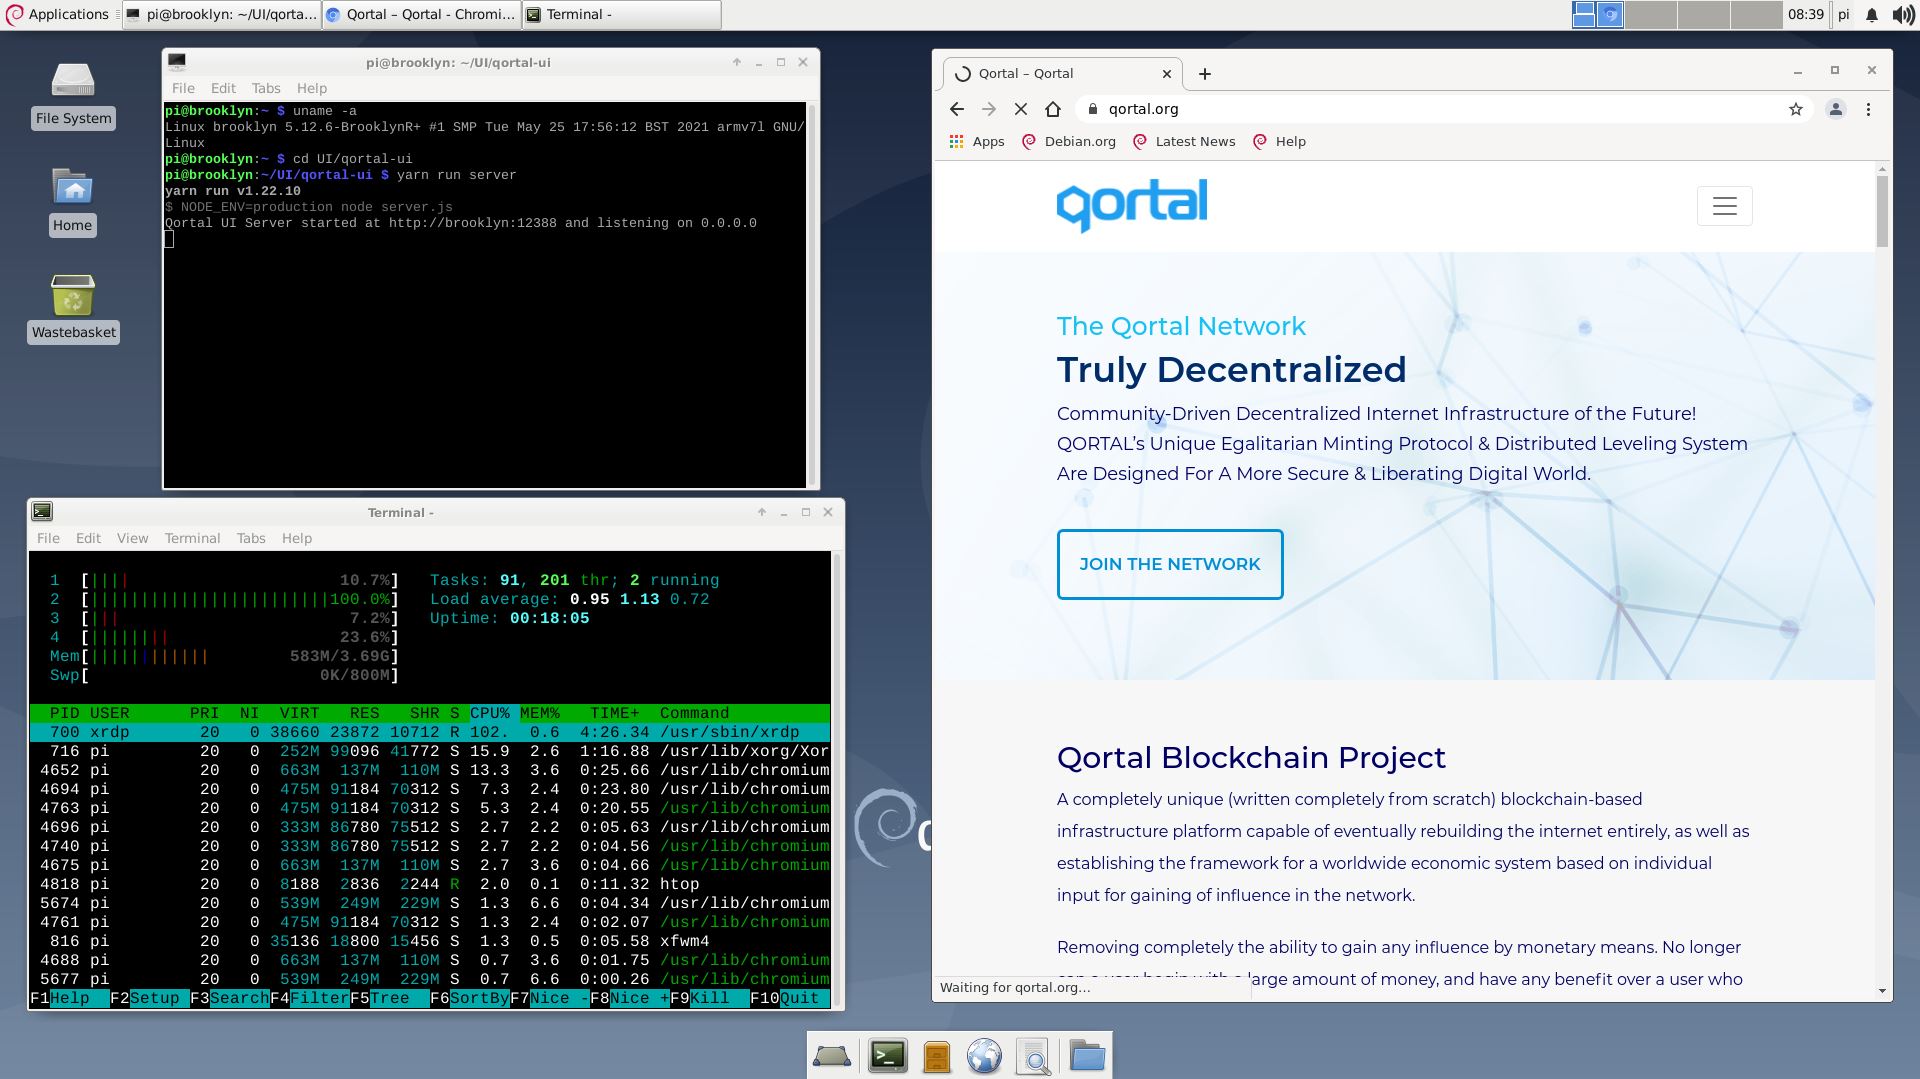 Applications
pi@brooklyn: ~/UI/qorta...
Qortal – Qortal - Chromi...
Terminal -
08:39
pi
File System
Home
Wastebasket
pi@brooklyn: ~/UI/qortal-ui
File Edit Tabs Help
pi@brooklyn:~ $ uname -a
Linux brooklyn 5.12.6-BrooklynR+ #1 SMP Tue May 25 17:56:12 BST 2021 armv7l GNU/
Linux
pi@brooklyn:~ $ cd UI/qortal-ui
pi@brooklyn:~/UI/qortal-ui $ yarn run server
yarn run v1.22.10
$ NODE_ENV=production node server.js
Qortal UI Server started at http://brooklyn:12388 and listening on 0.0.0.0
Terminal -
File Edit View Terminal Tabs Help
1 [|||| 10.7%] Tasks: 91, 201 thr; 2 running
2 [||||||||||||||||||||||||100.0%] Load average: 0.95 1.13 0.72
3 [||| 7.2%] Uptime: 00:18:05
4 [|||||||| 23.6%]
Mem[|||||||||||| 583M/3.69G]
Swp[ 0K/800M]
PID USER PRI NI VIRT RES SHR S CPU% MEM% TIME+ Command
700 xrdp 20 0 38660 23872 10712 R 102. 0.6 4:26.34 /usr/sbin/xrdp
716 pi 20 0 252M 99096 41772 S 15.9 2.6 1:16.88 /usr/lib/xorg/Xor
4652 pi 20 0 663M 137M 110M S 13.3 3.6 0:25.66 /usr/lib/chromium
4694 pi 20 0 475M 91184 70312 S 7.3 2.4 0:23.80 /usr/lib/chromium
4763 pi 20 0 475M 91184 70312 S 5.3 2.4 0:20.55 /usr/lib/chromium
4696 pi 20 0 333M 86780 75512 S 2.7 2.2 0:05.63 /usr/lib/chromium
4740 pi 20 0 333M 86780 75512 S 2.7 2.2 0:04.56 /usr/lib/chromium
4675 pi 20 0 663M 137M 110M S 2.7 3.6 0:04.66 /usr/lib/chromium
4818 pi 20 0 8188 2836 2244 R 2.0 0.1 0:11.32 htop
5674 pi 20 0 539M 249M 229M S 1.3 6.6 0:04.34 /usr/lib/chromium
4761 pi 20 0 475M 91184 70312 S 1.3 2.4 0:02.07 /usr/lib/chromium
816 pi 20 0 35136 18800 15456 S 1.3 0.5 0:05.58 xfwm4
4688 pi 20 0 663M 137M 110M S 0.7 3.6 0:01.75 /usr/lib/chromium
5677 pi 20 0 539M 249M 229M S 0.7 6.6 0:00.26 /usr/lib/chromium
F1Help F2Setup F3SearchF4FilterF5Tree F6SortByF7Nice -F8Nice +F9Kill F10Quit
Qortal – Qortal
qortal.org
Apps
Debian.org
Latest News
Help
qortal
The Qortal Network
Truly Decentralized
Community-Driven Decentralized Internet Infrastructure of the Future!
QORTAL’s Unique Egalitarian Minting Protocol & Distributed Leveling System
Are Designed For A More Secure & Liberating Digital World.
JOIN THE NETWORK
Qortal Blockchain Project
A completely unique (written completely from scratch) blockchain-based
infrastructure platform capable of eventually rebuilding the internet entirely, as well as
establishing the framework for a worldwide economic system based on individual
input for gaining of influence in the network.
Removing completely the ability to gain any influence by monetary means. No longer
can a user begin with a large amount of money, and have any benefit over a user who
Waiting for qortal.org...